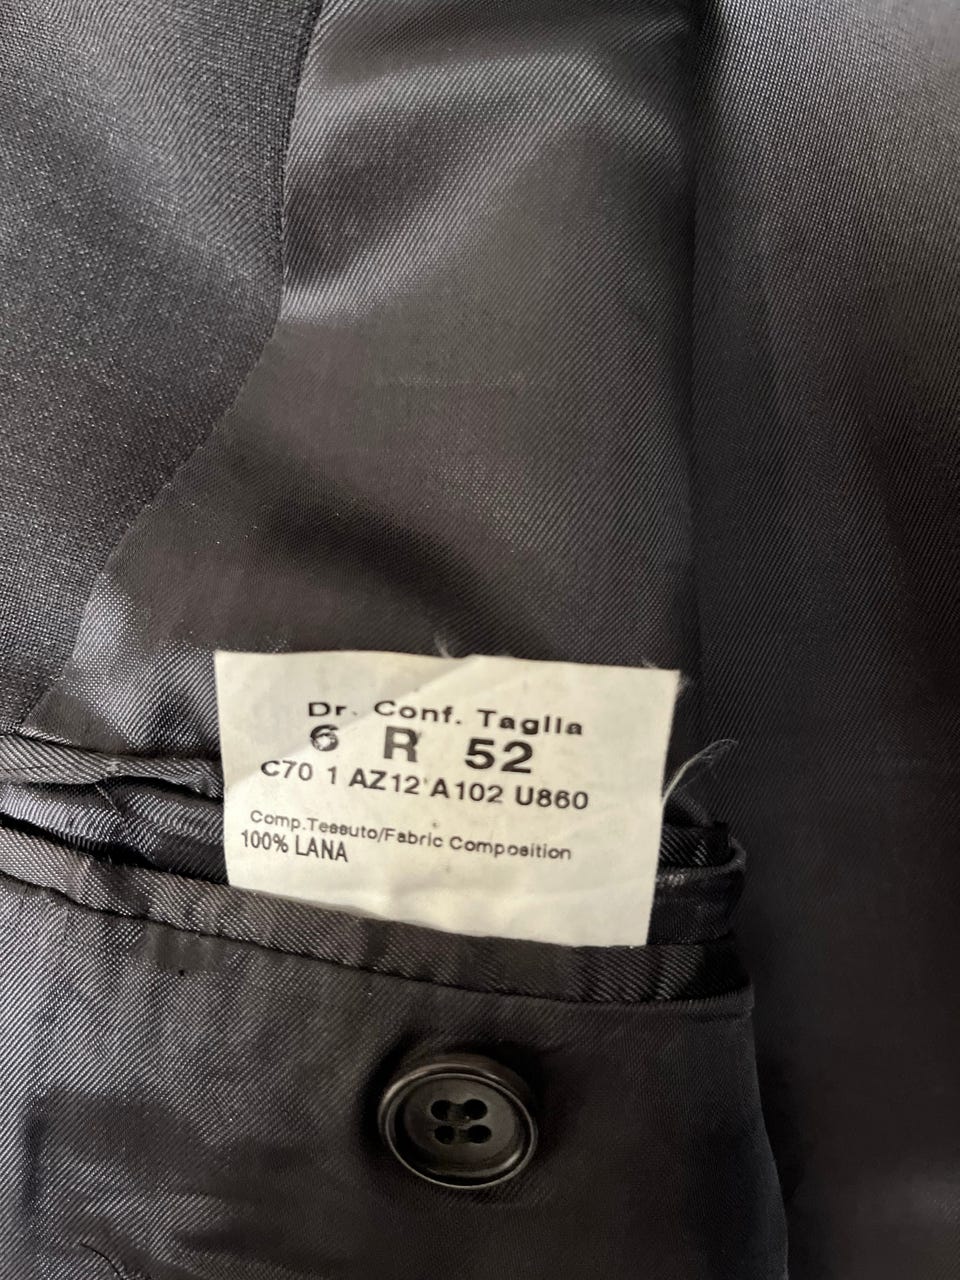 Dr. Conf. Taglia
6 R 52
C70 1 AZ12'A102 U860
Comp.Tessuto/Fabric Composition
100% LANA